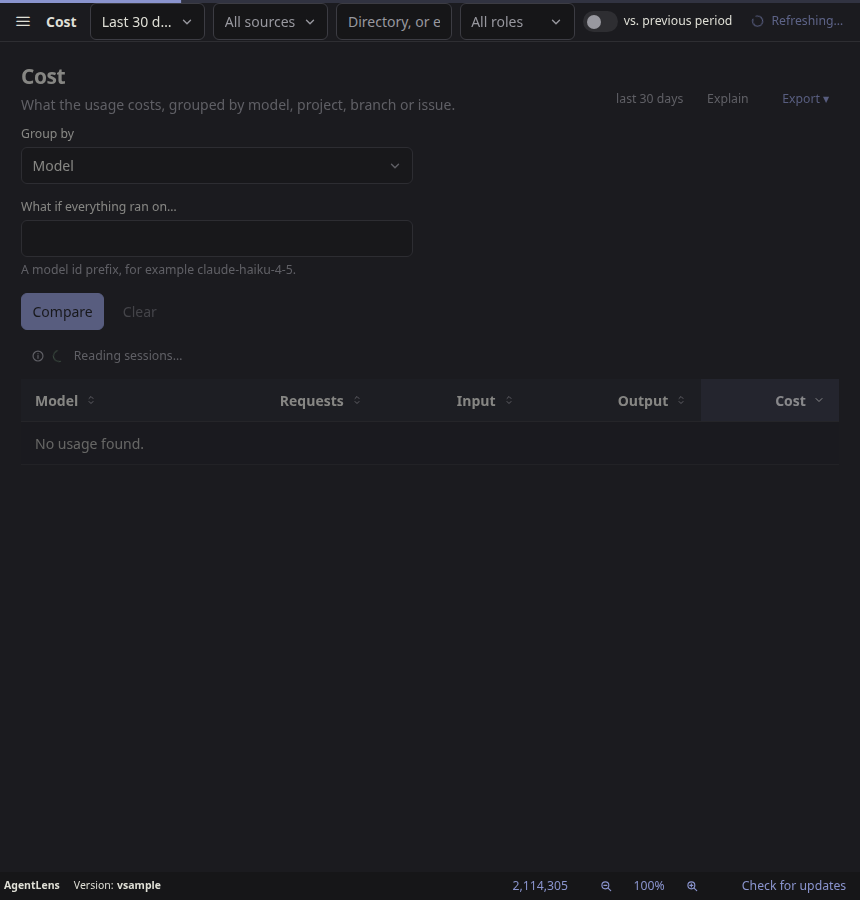 Cost
Last 30 d...
All sources
Directory, or e
All roles
vs. previous period
Refreshing...
Cost
What the usage costs, grouped by model, project, branch or issue.
last 30 days
Explain
Export ▾
Group by
Model
What if everything ran on...
A model id prefix, for example claude-haiku-4-5.
Compare
Clear
Reading sessions...
Model
Requests
Input
Output
Cost
No usage found.
AgentLens
Version: vsample
2,114,305
100%
Check for updates